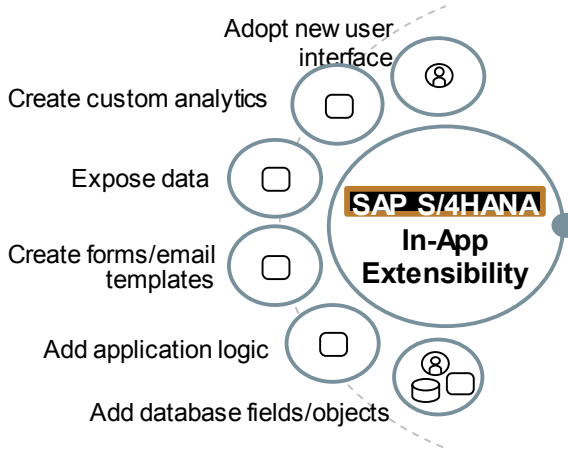 Adopt new user
interface
Create custom analytics
Expose data
Create forms/email
templates
Add application logic
Add database fields/objects
SAP S/4HANA
In-App
Extensibility